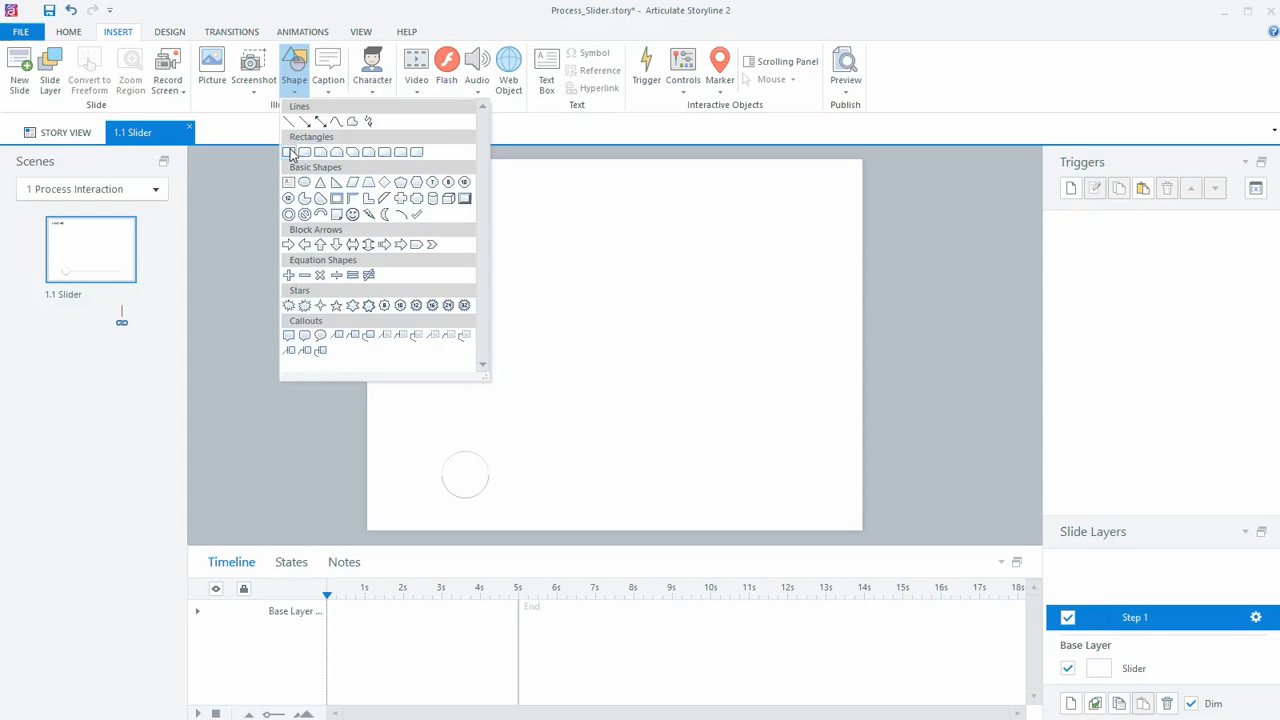 Process_Slider.story* - Articulate Storyline 2
FILE HOME INSERT DESIGN TRANSITIONS ANIMATIONS VIEW HELP
New Slide
Slide Layer
Convert to Freeform
Zoom Region
Record Screen
Slide
Picture
Screenshot
Shape
Caption
Character
Video
Flash
Audio
Web Object
Text Box
Symbol
Reference
Hyperlink
Text
Trigger
Controls
Marker
Scrolling Panel
Mouse
Interactive Objects
Preview
Publish
STORY VIEW
1.1 Slider
Scenes
1 Process Interaction
1.1 Slider
Lines
Rectangles
Basic Shapes
Block Arrows
Equation Shapes
Stars
Callouts
Triggers
Slide Layers
Step 1
Base Layer
Slider
Dim
Timeline States Notes
1s 2s 3s 4s 5s 6s 7s 8s 9s 10s 11s 12s 13s 14s 15s 16s 17s 18s
Base Layer ...
End